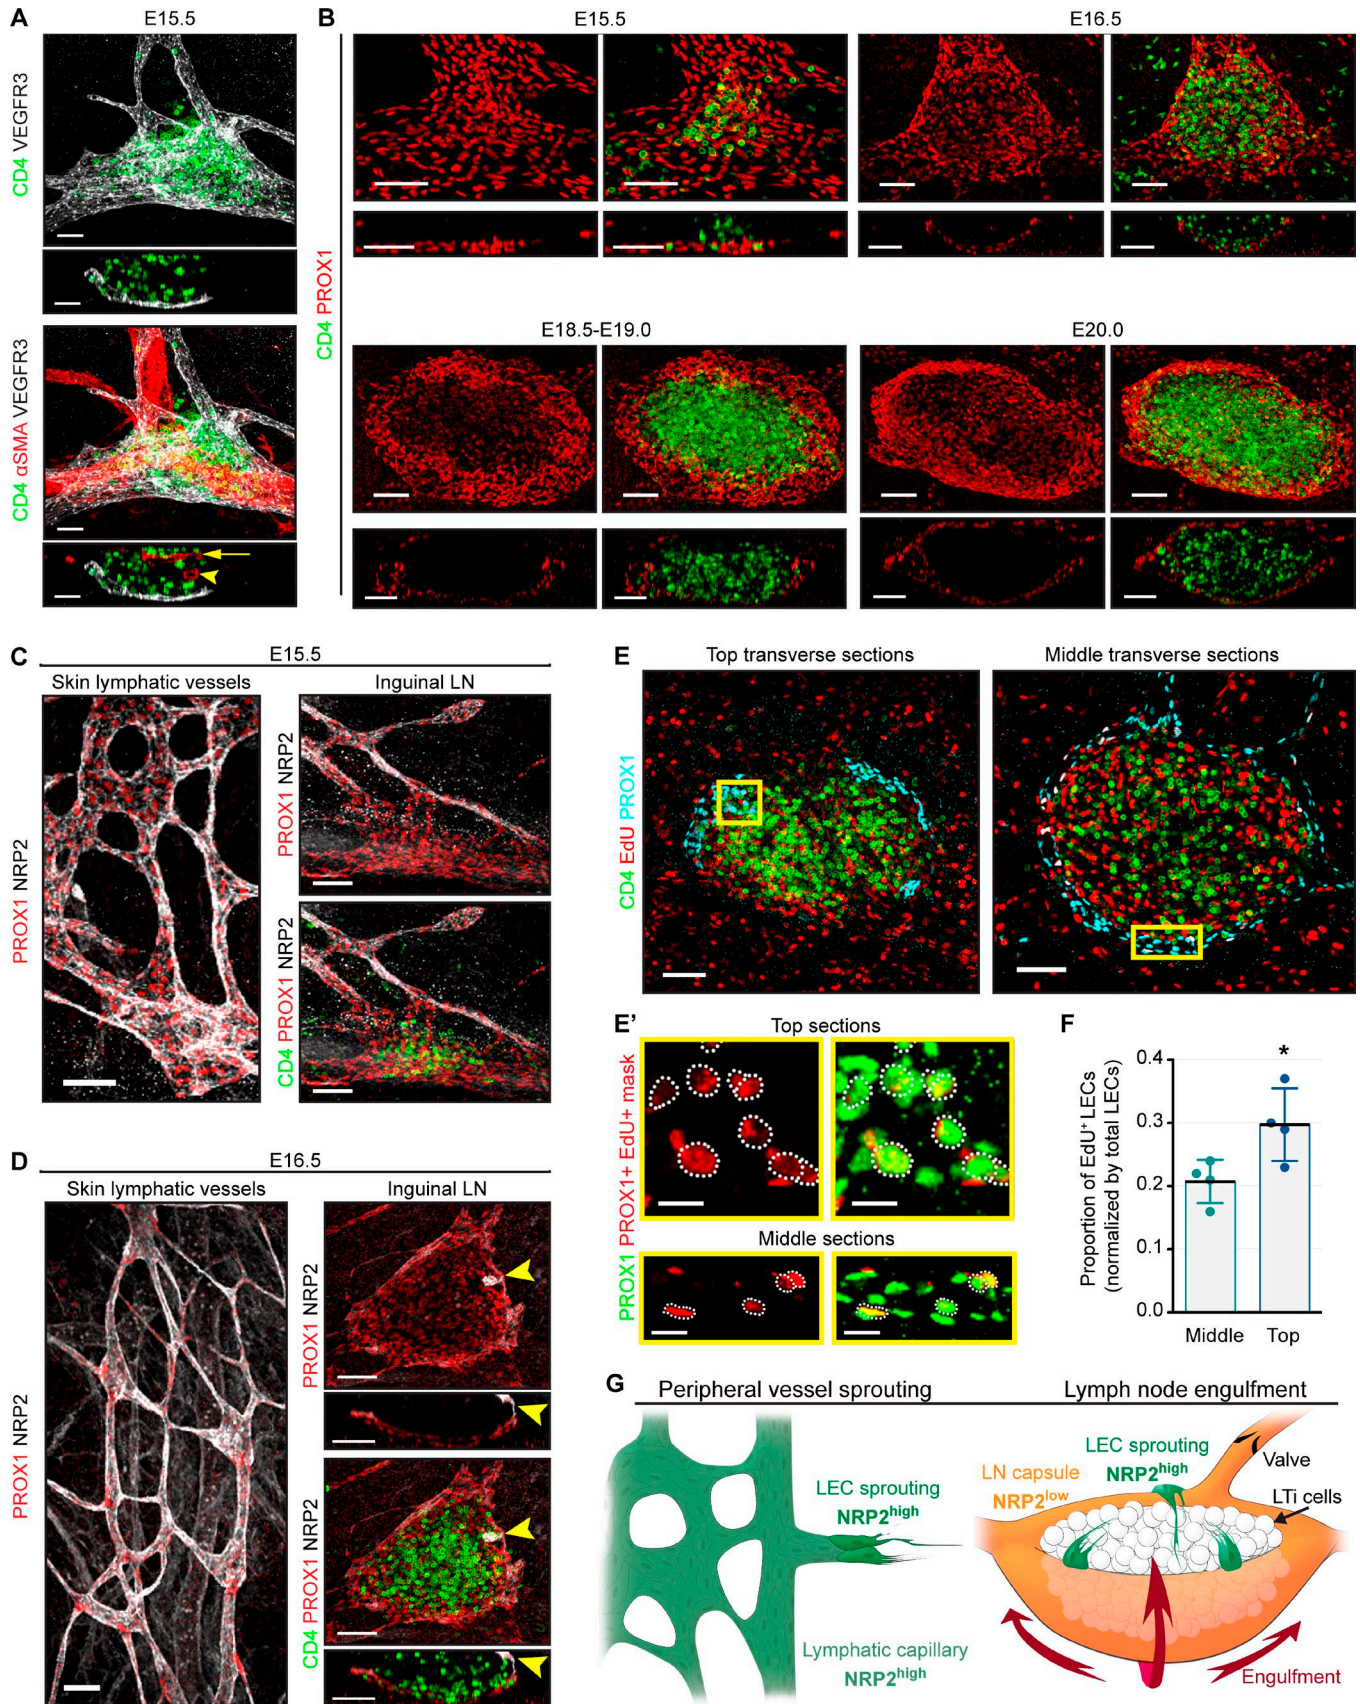 A
E15.5
CD4 VEGFR3
CD4 αSMA VEGFR3
B
E15.5
E16.5
CD4 PROX1
E18.5-E19.0
E20.0
C
E15.5
Skin lymphatic vessels
Inguinal LN
PROX1 NRP2
PROX1 NRP2
CD4 PROX1 NRP2
D
E16.5
Skin lymphatic vessels
Inguinal LN
PROX1 NRP2
PROX1 NRP2
CD4 PROX1 NRP2
E
Top transverse sections
Middle transverse sections
CD4 EdU PROX1
E’
Top sections
PROX1 PROX1+ EdU+ mask
Middle sections
F
Proportion of EdU⁺ LECs
(normalized by total LECs)
0.4
0.3
0.2
0.1
0.0
*
Middle
Top
G
Peripheral vessel sprouting
Lymph node engulfment
LEC sprouting
NRP2high
Lymphatic capillary
NRP2high
LEC sprouting
NRP2high
LN capsule
NRP2low
Valve
LTi cells
Engulfment